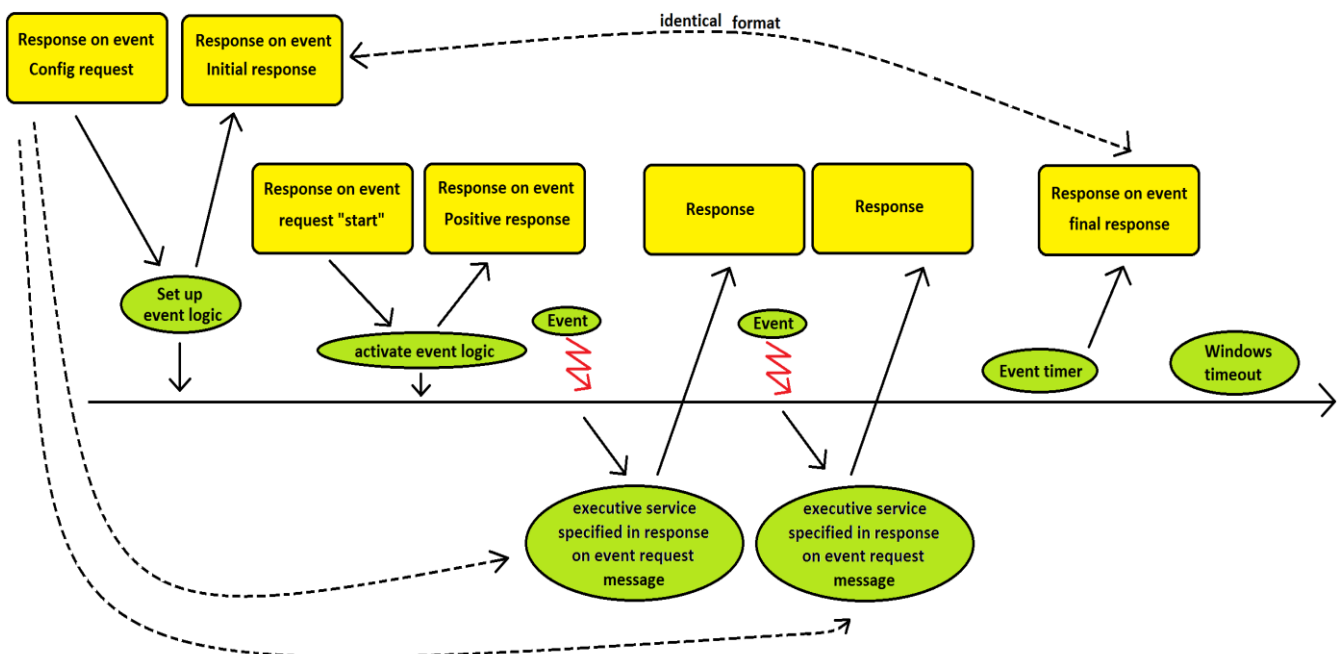 identical format
Response on event
Config request
Response on event
Initial response
Response on event
request "start"
Response on event
Positive response
Response
Response
Response on event
final response
Set up
event logic
activate event logic
Event
Event
Event timer
Windows
timeout
executive service
specified in response
on event request
message
executive service
specified in response
on event request
message